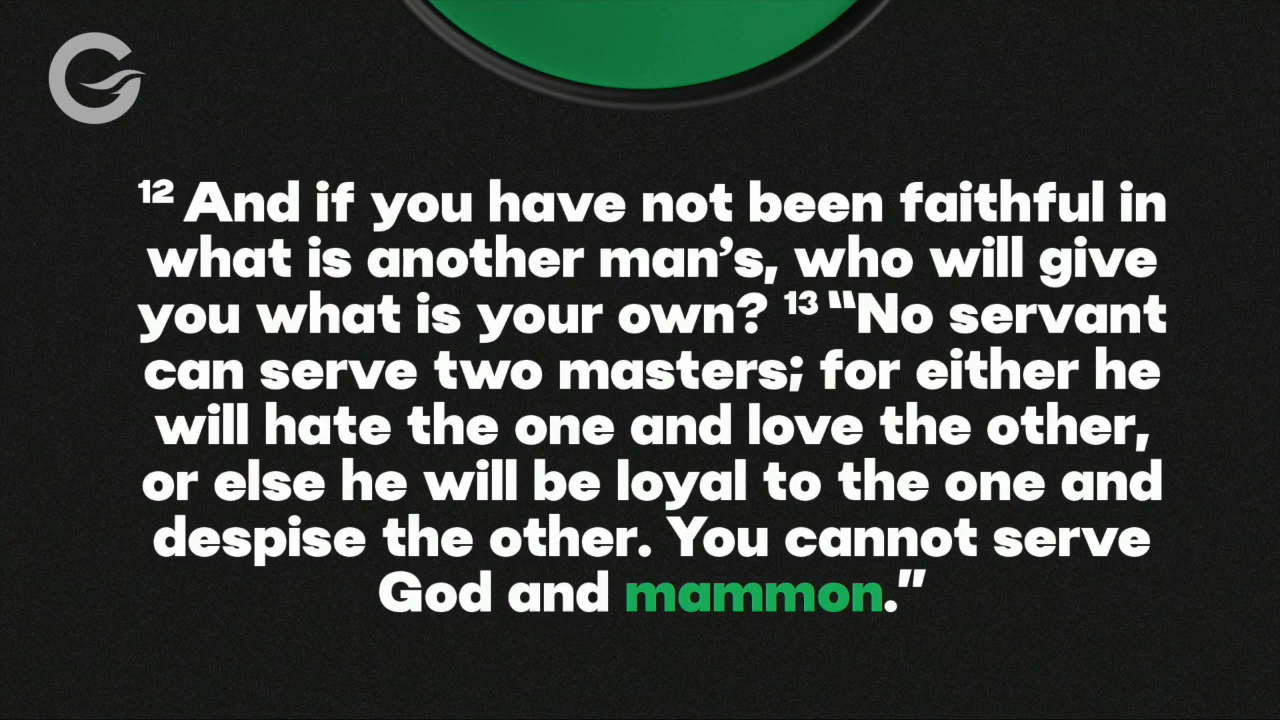 ¹² And if you have not been faithful in
what is another man’s, who will give
you what is your own? ¹³ “No servant
can serve two masters; for either he
will hate the one and love the other,
or else he will be loyal to the one and
despise the other. You cannot serve
God and mammon.”